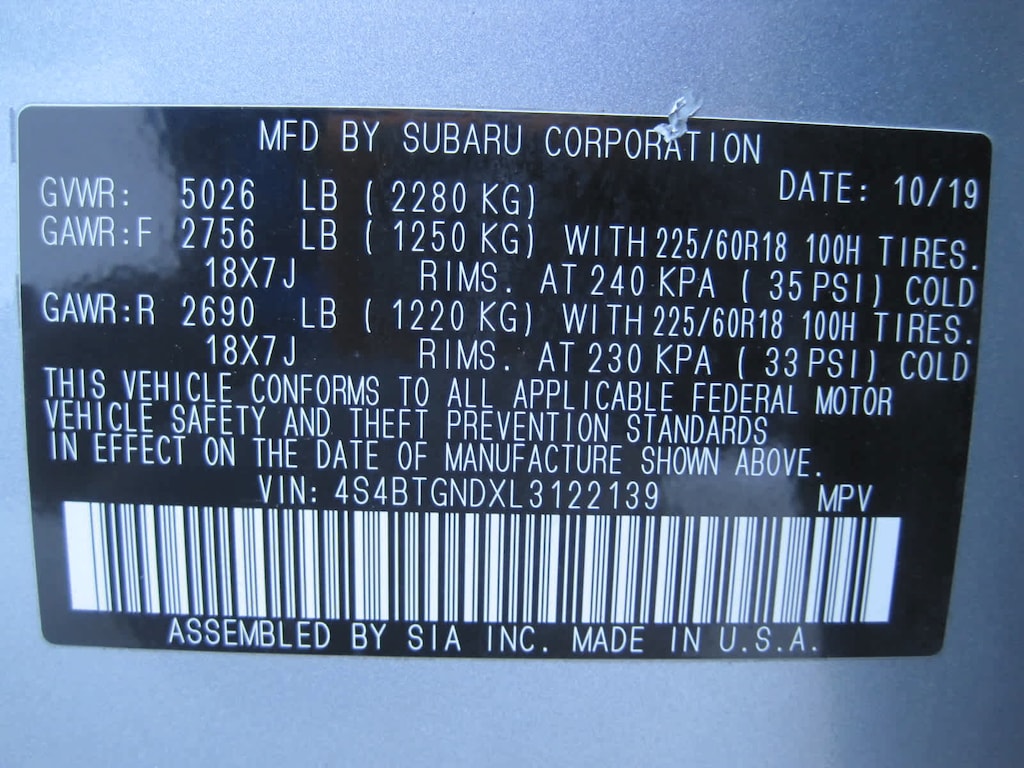 MFD BY SUBARU CORPORATION
GVWR: 5026 LB ( 2280 KG) DATE: 10/19
GAWR:F 2756 LB ( 1250 KG) WITH 225/60R18 100H TIRES.
18X7J RIMS. AT 240 KPA ( 35 PSI) COLD
GAWR:R 2690 LB ( 1220 KG) WITH 225/60R18 100H TIRES.
18X7J RIMS. AT 230 KPA ( 33 PSI) COLD
THIS VEHICLE CONFORMS TO ALL APPLICABLE FEDERAL MOTOR
VEHICLE SAFETY AND THEFT PREVENTION STANDARDS
IN EFFECT ON THE DATE OF MANUFACTURE SHOWN ABOVE.
VIN: 4S4BTGNDXL3122139 MPV
ASSEMBLED BY SIA INC. MADE IN U.S.A.